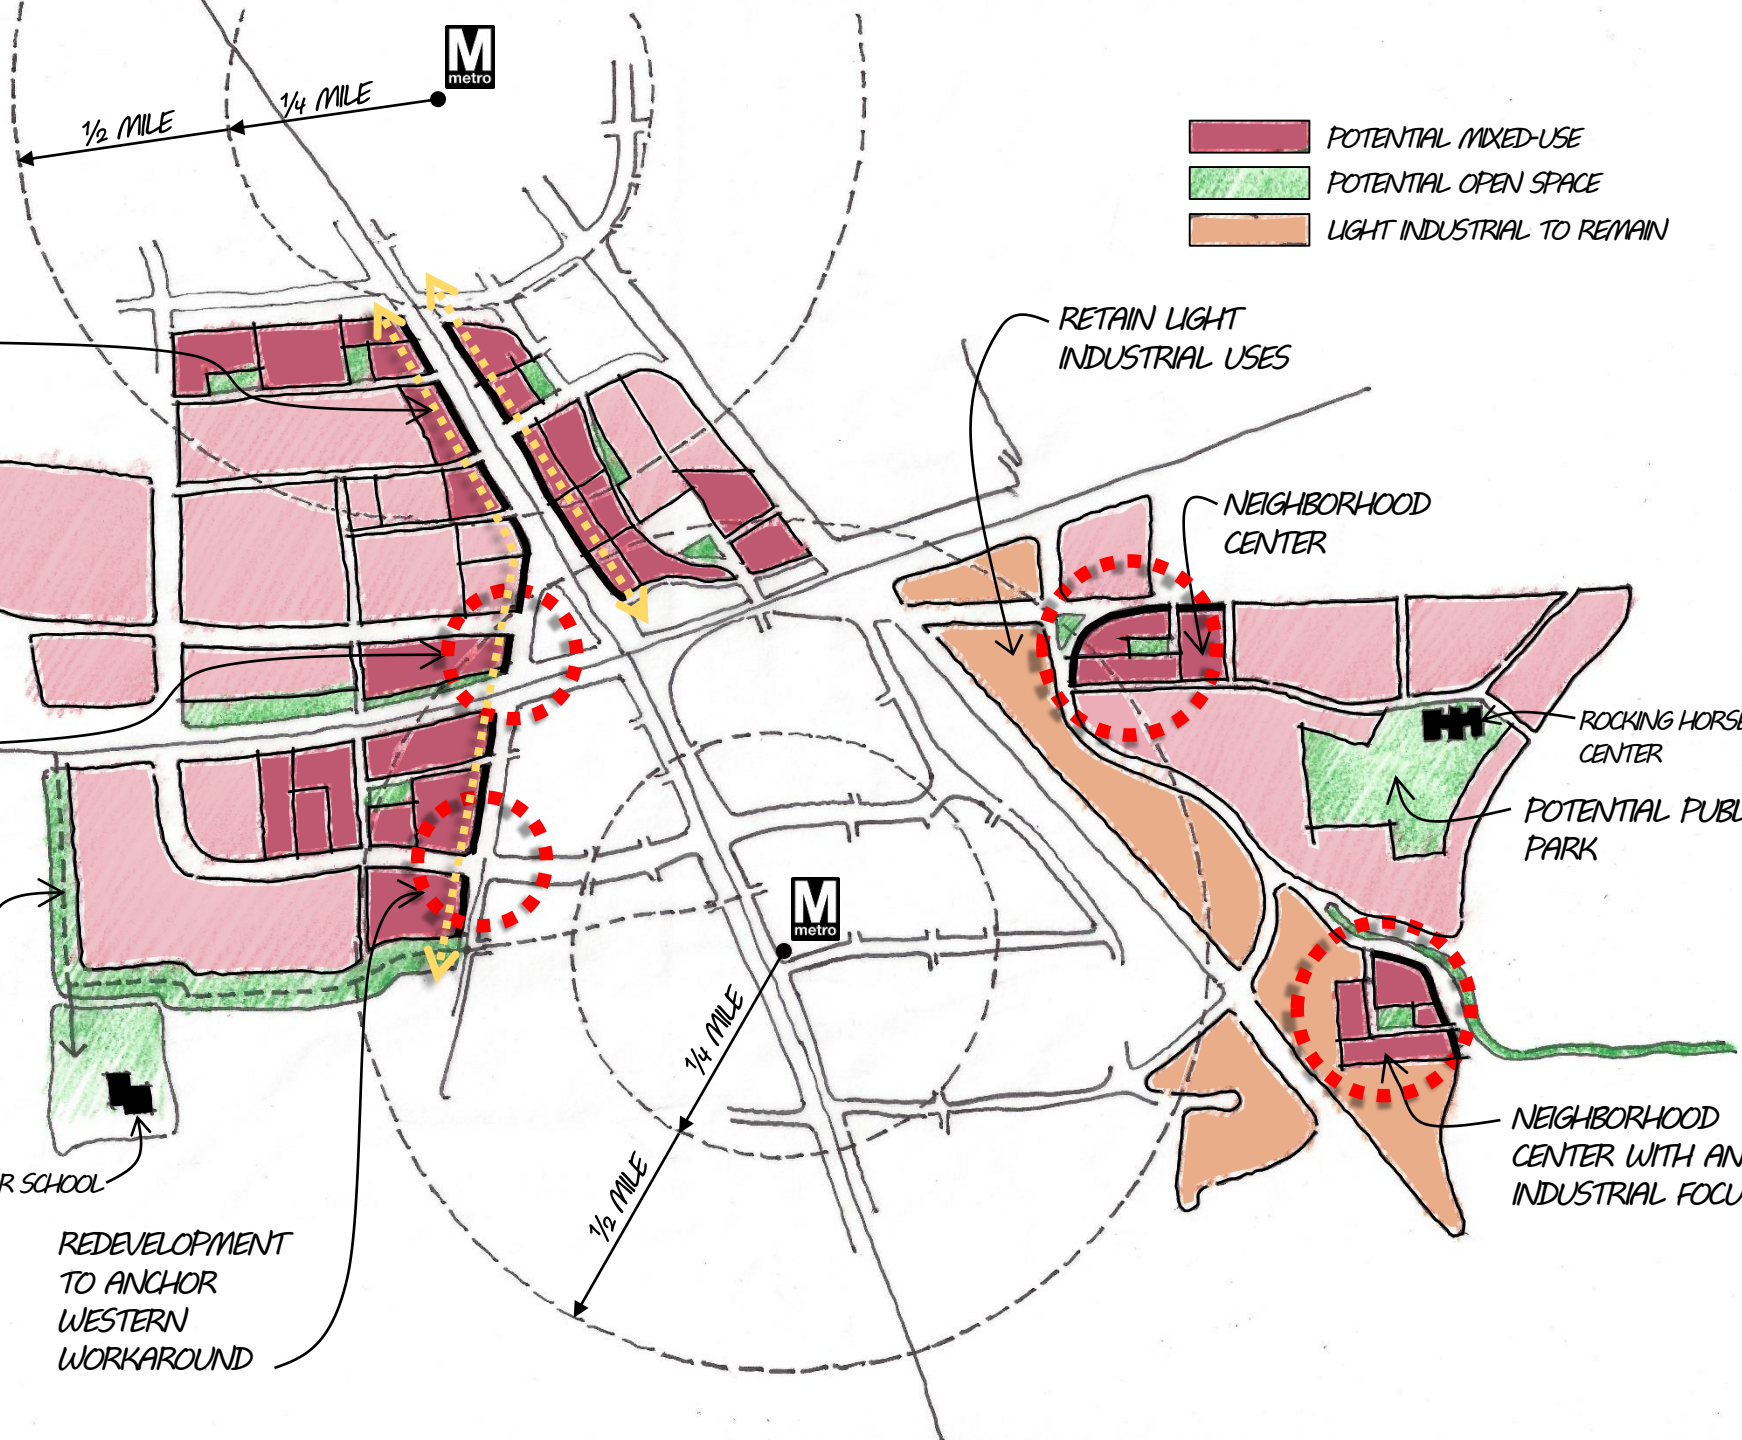 M
metro
1/4 MILE
1/2 MILE
POTENTIAL MIXED-USE
POTENTIAL OPEN SPACE
LIGHT INDUSTRIAL TO REMAIN
RETAIN LIGHT
INDUSTRIAL USES
NEIGHBORHOOD
CENTER
ROCKING HORSE
CENTER
POTENTIAL PUBL
PARK
M
metro
1/4 MILE
1/2 MILE
NEIGHBORHOOD
CENTER WITH AN
INDUSTRIAL FOCU
R SCHOOL
REDEVELOPMENT
TO ANCHOR
WESTERN
WORKAROUND